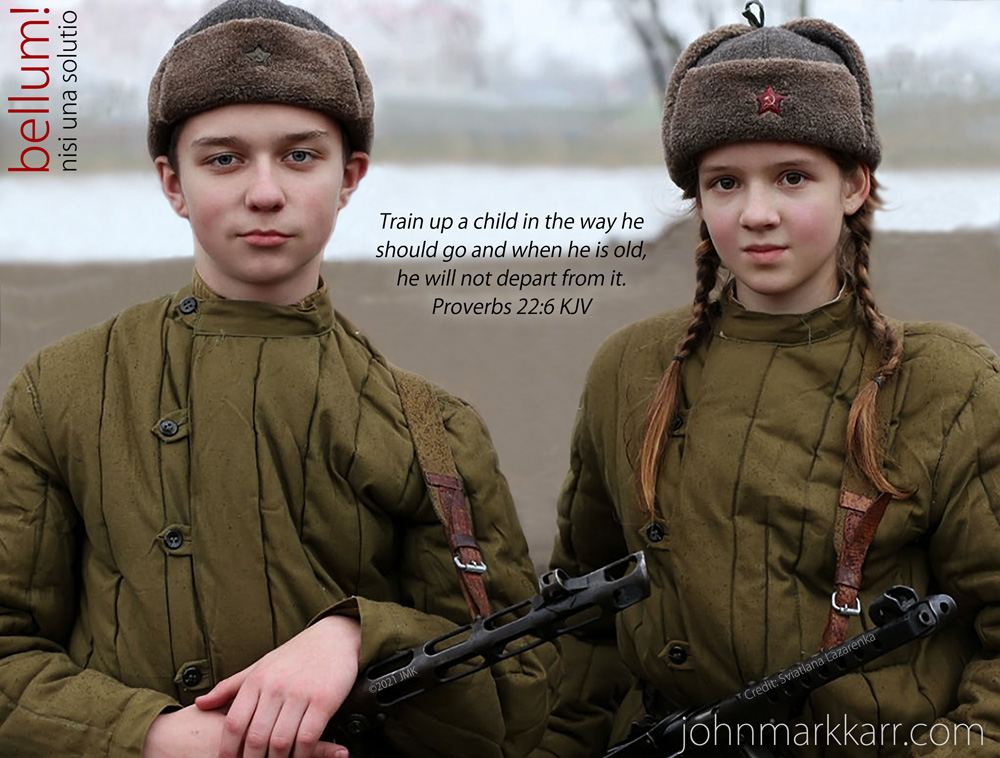 bellum!
nisi una solutio
Train up a child in the way he
should go and when he is old,
he will not depart from it.
Proverbs 22:6 KJV
©2021 JMK
Credit: Sviatlana Lazarenka
johnmarkkarr.com